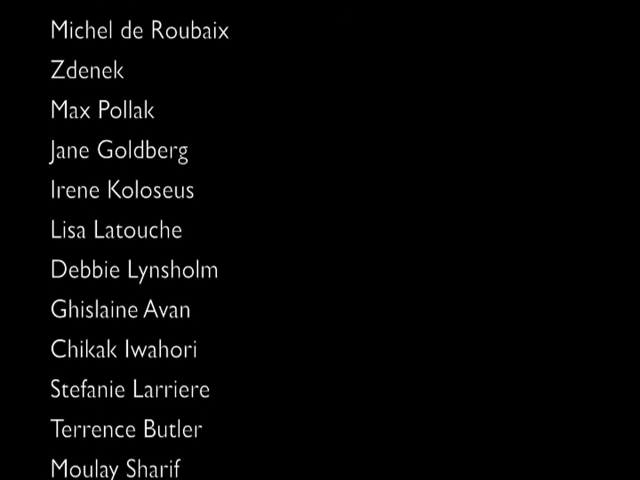 Michel de Roubaix
Zdenek
Max Pollak
Jane Goldberg
Irene Koloseus
Lisa Latouche
Debbie Lynsholm
Ghislaine Avan
Chikak Iwahori
Stefanie Larriere
Terrence Butler
Moulay Sharif